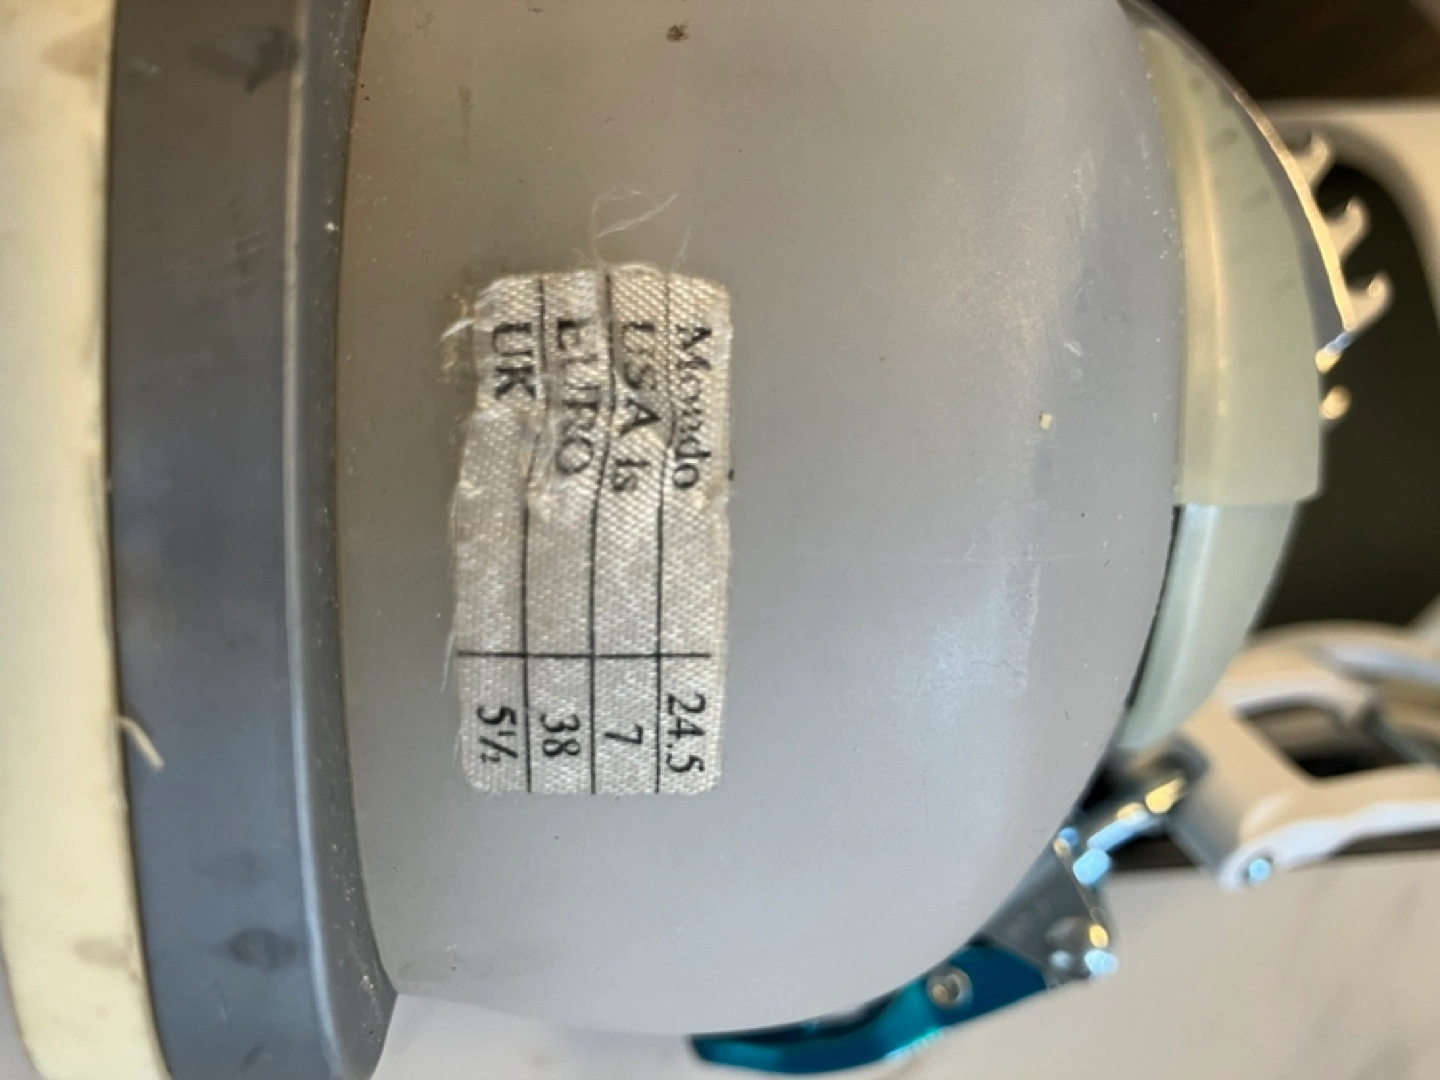 Mondo 24.5
USA ls 7
EURO 38
UK 5½